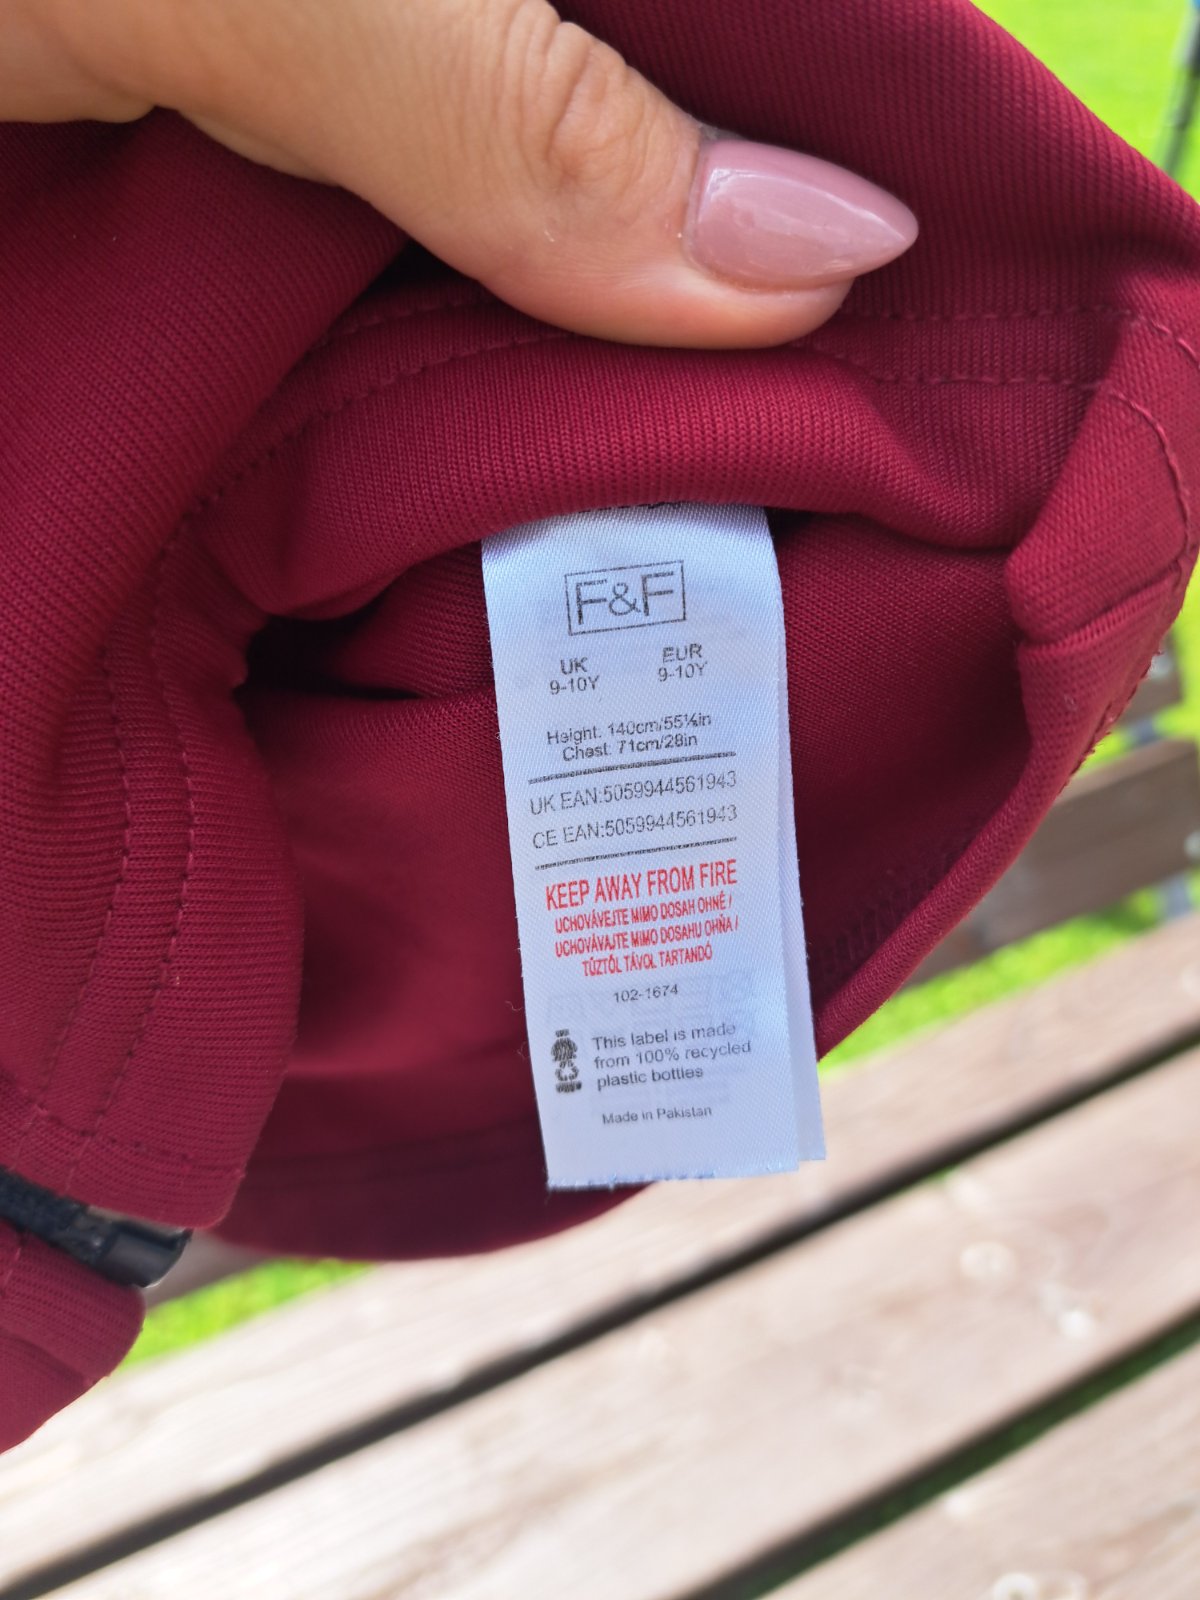 F&F
UK EUR
9-10Y 9-10Y
Height: 140cm/55¼in
Chest: 71cm/28in
UK EAN:5059944561943
CE EAN:5059944561943
KEEP AWAY FROM FIRE
UCHOVÁVEJTE MIMO DOSAH OHNĚ /
UCHOVÁVAJTE MIMO DOSAHU OHŇA /
TŰZTŐL TÁVOL TARTANDÓ
102-1674
This label is made
from 100% recycled
plastic bottles
Made in Pakistan